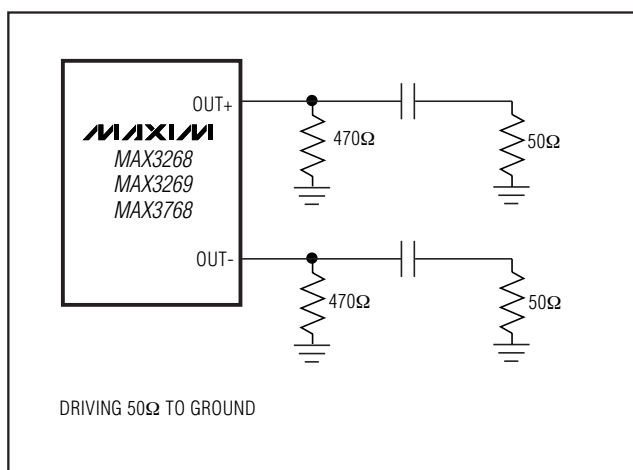 OUT+
MAXIM
MAX3268
MAX3269
MAX3768
470Ω
50Ω
OUT-
470Ω
50Ω
DRIVING 50Ω TO GROUND